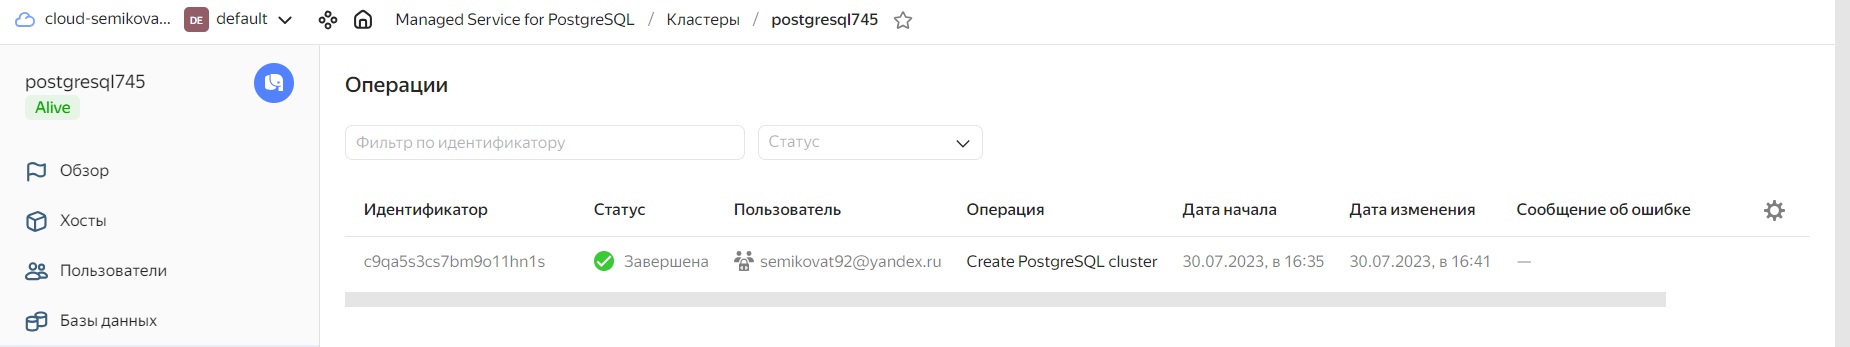 cloud-semikova... DE default Managed Service for PostgreSQL / Кластеры / postgresql745
postgresql745
Alive
Обзор
Хосты
Пользователи
Базы данных
Операции
Фильтр по идентификатору Статус
Идентификатор Статус Пользователь Операция Дата начала Дата изменения Сообщение об ошибке
c9qa5s3cs7bm9o11hn1s Завершена semikovat92@yandex.ru Create PostgreSQL cluster 30.07.2023, в 16:35 30.07.2023, в 16:41 —